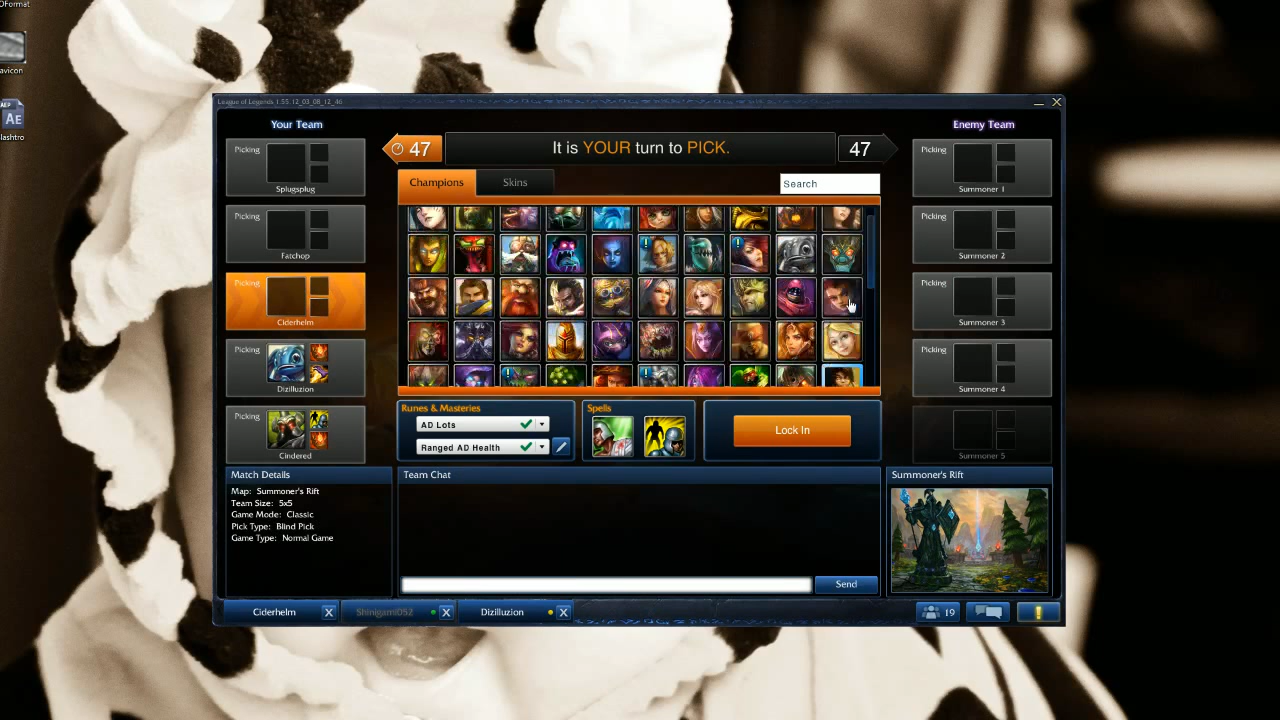 OFormat
avicon
AEP
AE
lashtro
League of Legends 1.55.12_03_08_12_46
Your Team
Enemy Team
47
It is YOUR turn to PICK.
47
Champions
Skins
Search
Picking
Splugsplug
Picking
Fatchop
Picking
Ciderhelm
Picking
Dizilluzion
Picking
Cindered
Picking
Summoner 1
Picking
Summoner 2
Picking
Summoner 3
Picking
Summoner 4
Picking
Summoner 5
Runes & Masteries
AD Lots
Ranged AD Health
Spells
Lock In
Match Details
Map: Summoner's Rift
Team Size: 5x5
Game Mode: Classic
Pick Type: Blind Pick
Game Type: Normal Game
Team Chat
Send
Summoner's Rift
Ciderhelm X
Shinigami052 X
Dizilluzion X
19